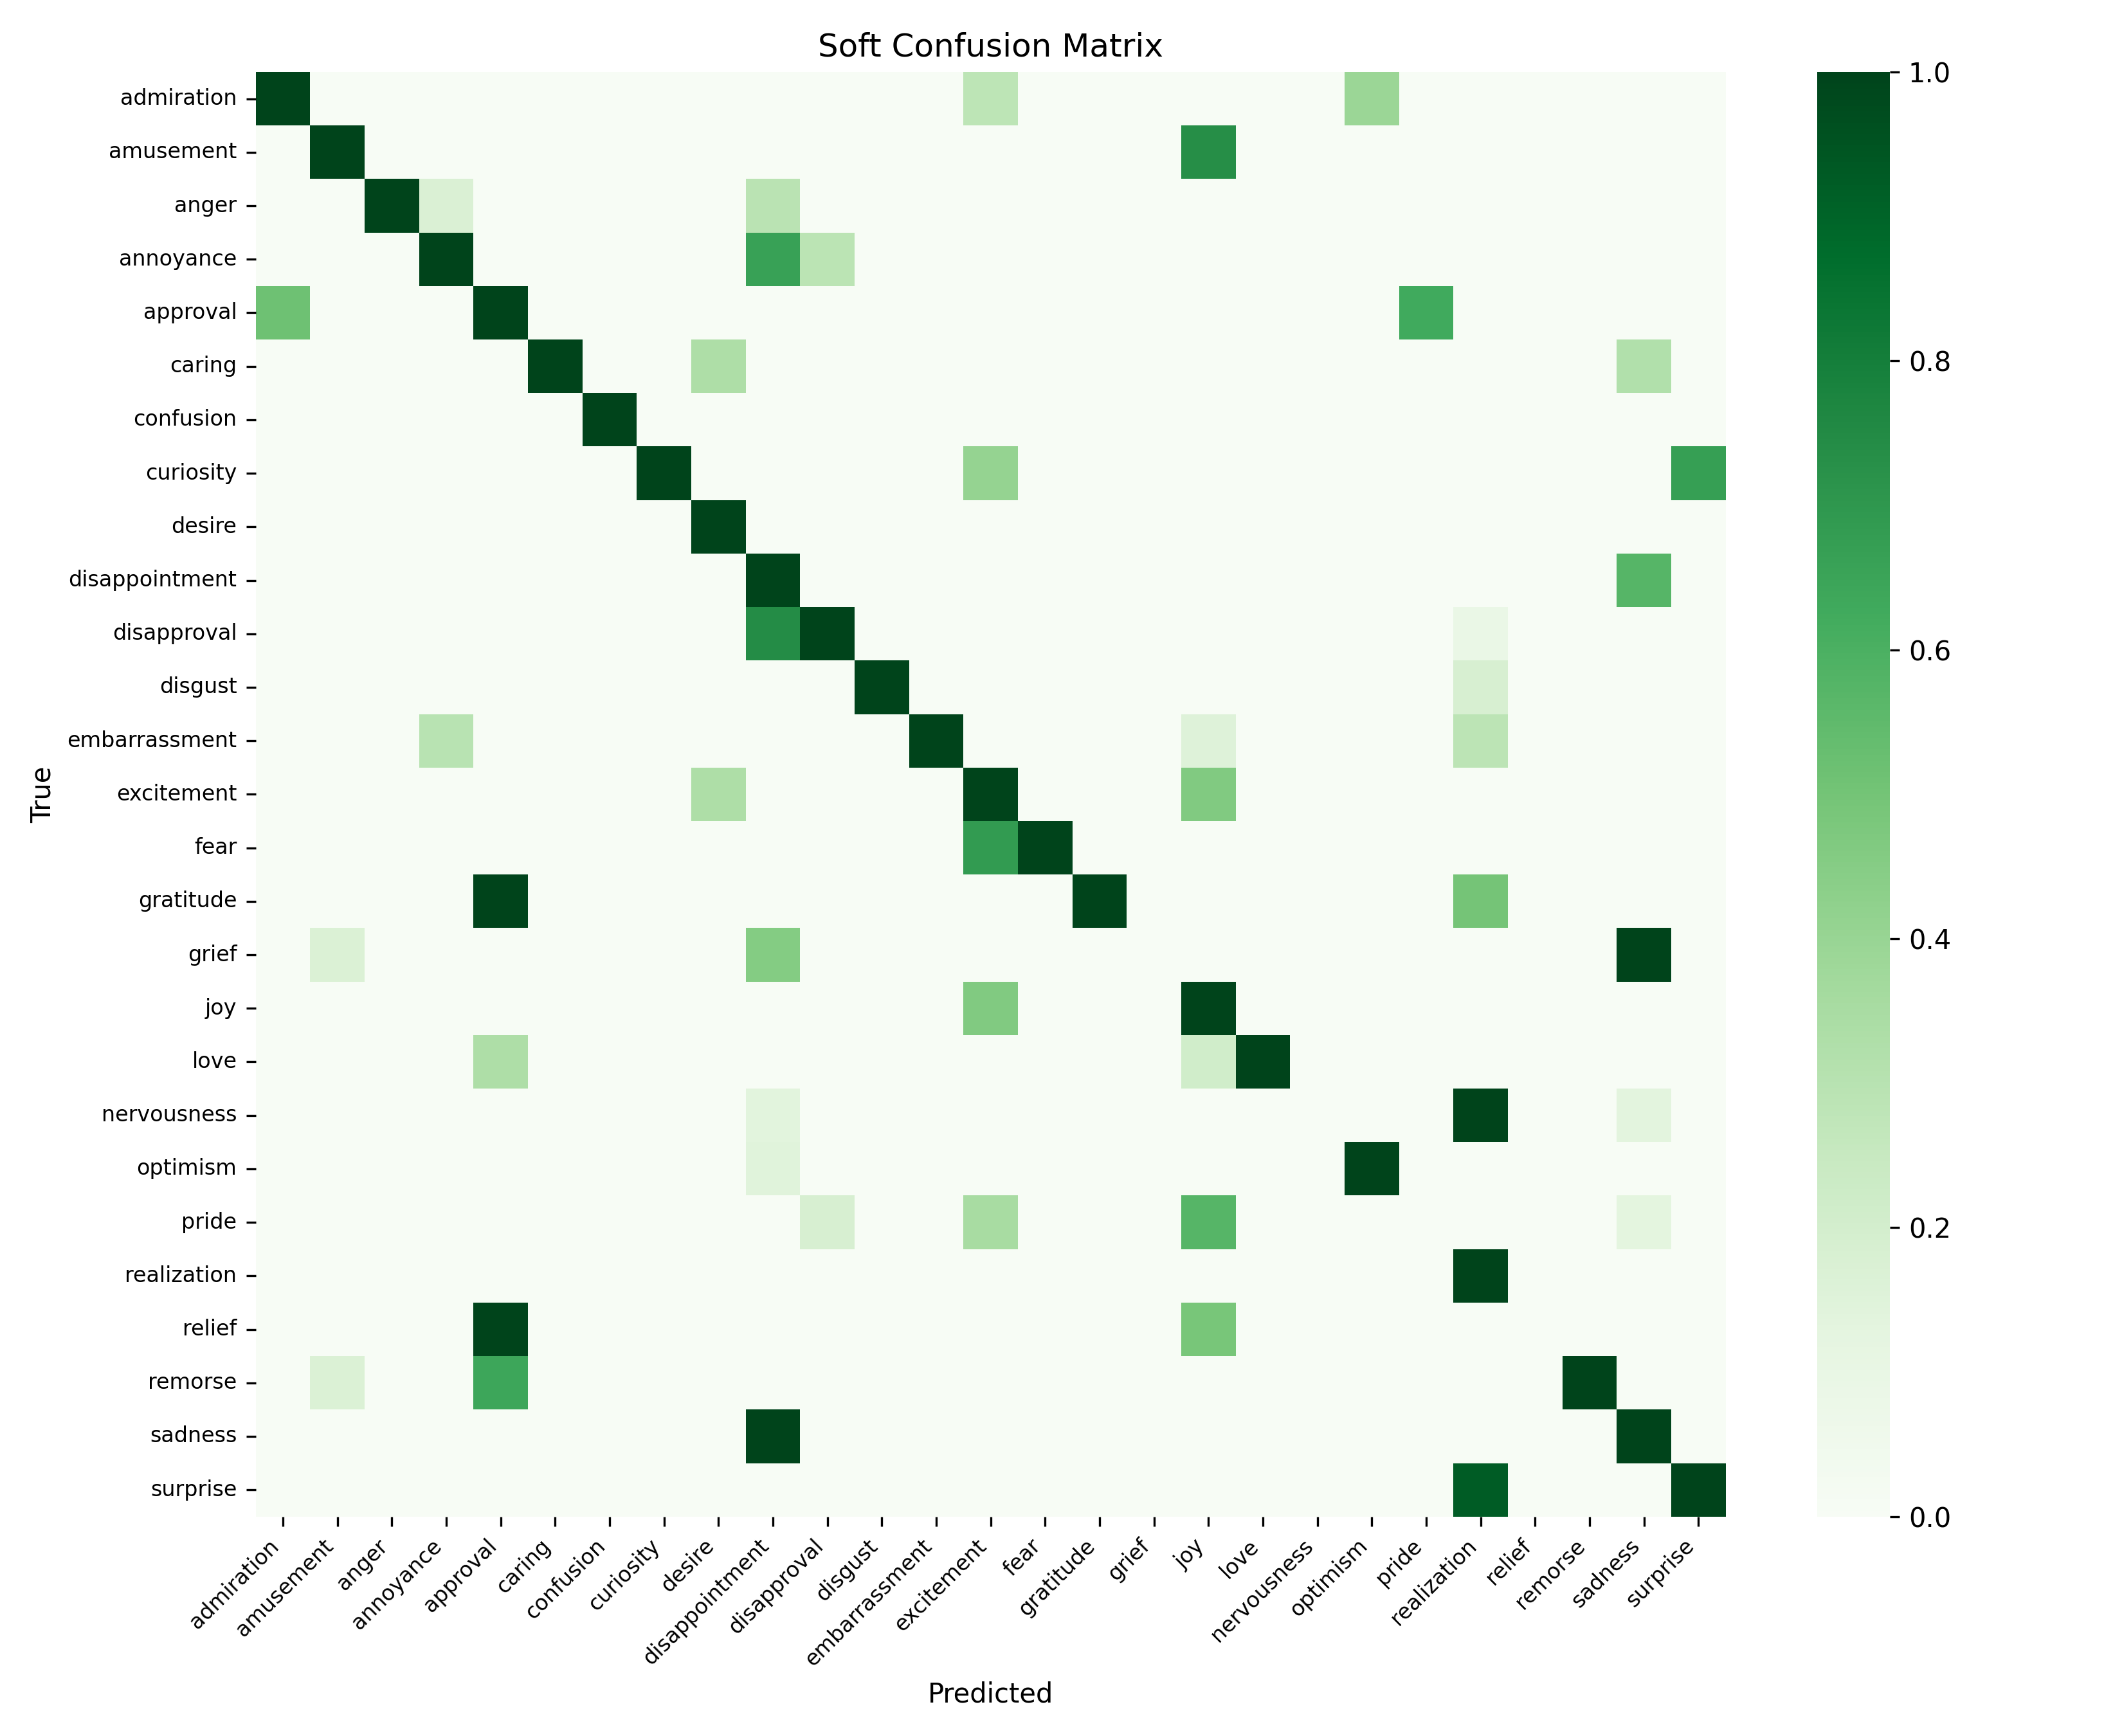 Soft Confusion Matrix
True
admiration
amusement
anger
annoyance
approval
caring
confusion
curiosity
desire
disappointment
disapproval
disgust
embarrassment
excitement
fear
gratitude
grief
joy
love
nervousness
optimism
pride
realization
relief
remorse
sadness
surprise
admiration
amusement
anger
annoyance
approval
caring
confusion
curiosity
desire
disappointment
disapproval
disgust
embarrassment
excitement
fear
gratitude
grief
joy
love
nervousness
optimism
pride
realization
relief
remorse
sadness
surprise
Predicted
1.0
0.8
0.6
0.4
0.2
0.0